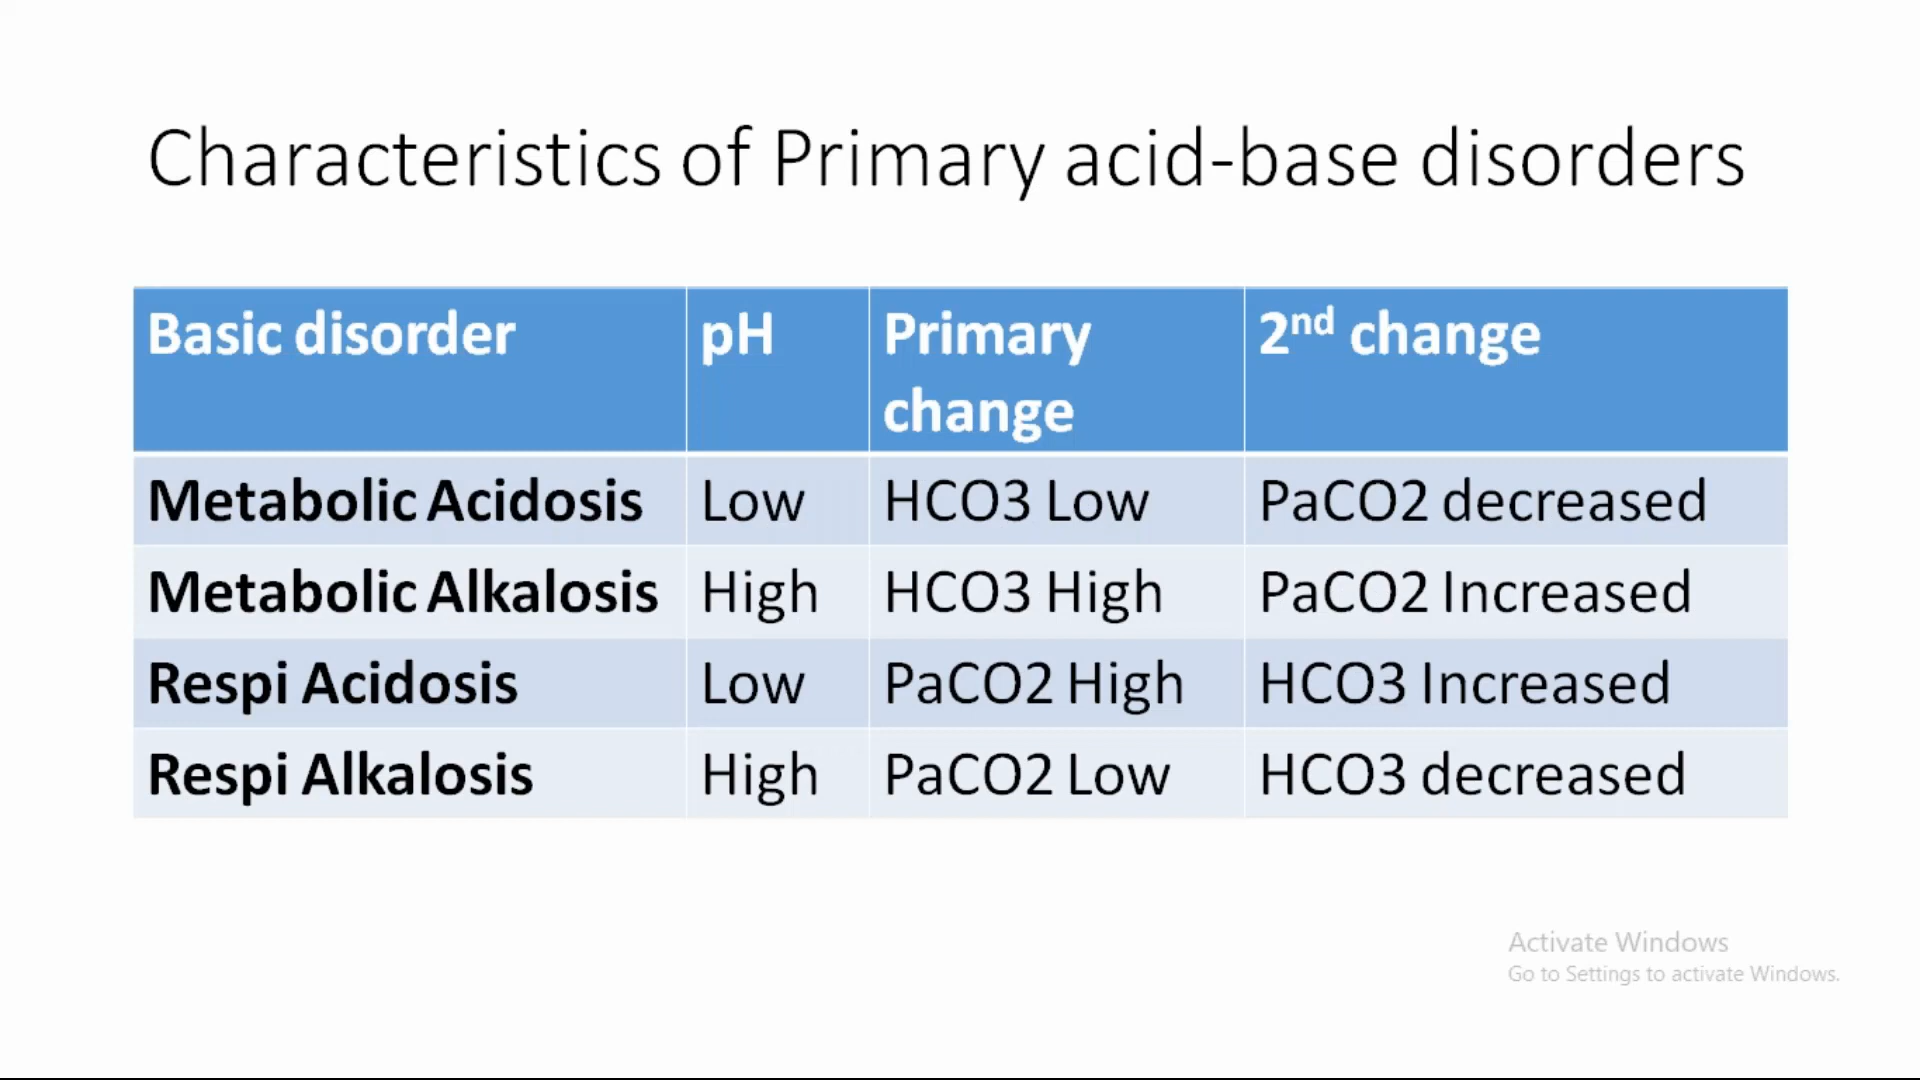 Characteristics of Primary acid-base disorders
Basic disorder pH Primary change 2nd change
Metabolic Acidosis Low HCO3 Low PaCO2 decreased
Metabolic Alkalosis High HCO3 High PaCO2 Increased
Respi Acidosis Low PaCO2 High HCO3 Increased
Respi Alkalosis High PaCO2 Low HCO3 decreased
Activate Windows
Go to Settings to activate Windows.